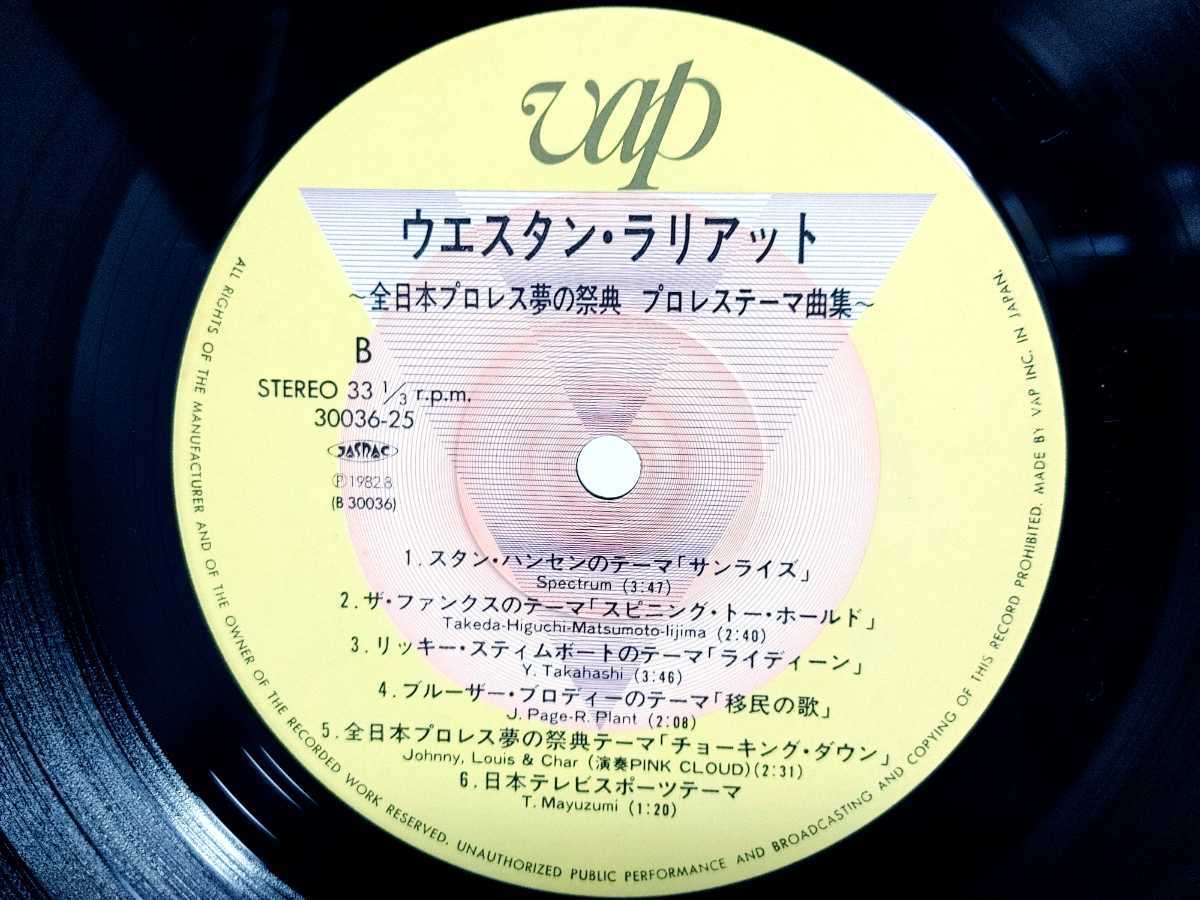 vap
ウエスタン・ラリアット
〜全日本プロレス夢の祭典 プロレステーマ曲集〜
B
STEREO 33 1/3 r.p.m.
30036-25
JASRAC
Ⓟ1982.8
(B 30036)
1. スタン・ハンセンのテーマ「サンライズ」
Spectrum (3:47)
2. ザ・ファンクスのテーマ「スピニング・トー・ホールド」
Takeda-Higuchi-Matsumoto-Iijima (2:40)
3. リッキー・スティムボートのテーマ「ライディーン」
Y. Takahashi (3:46)
4. ブルーザー・ブロディーのテーマ「移民の歌」
J. Page-R. Plant (2:08)
5. 全日本プロレス夢の祭典テーマ「チョーキング・ダウン」
Johnny, Louis & Char (演奏PINK CLOUD)(2:31)
6. 日本テレビスポーツテーマ
T. Mayuzumi (1:20)
ALL RIGHTS OF THE MANUFACTURER AND OF THE OWNER OF THE RECORDED WORK RESERVED. UNAUTHORIZED PUBLIC PERFORMANCE AND BROADCASTING AND COPYING OF THIS RECORD PROHIBITED. MADE BY VAP INC. IN JAPAN.